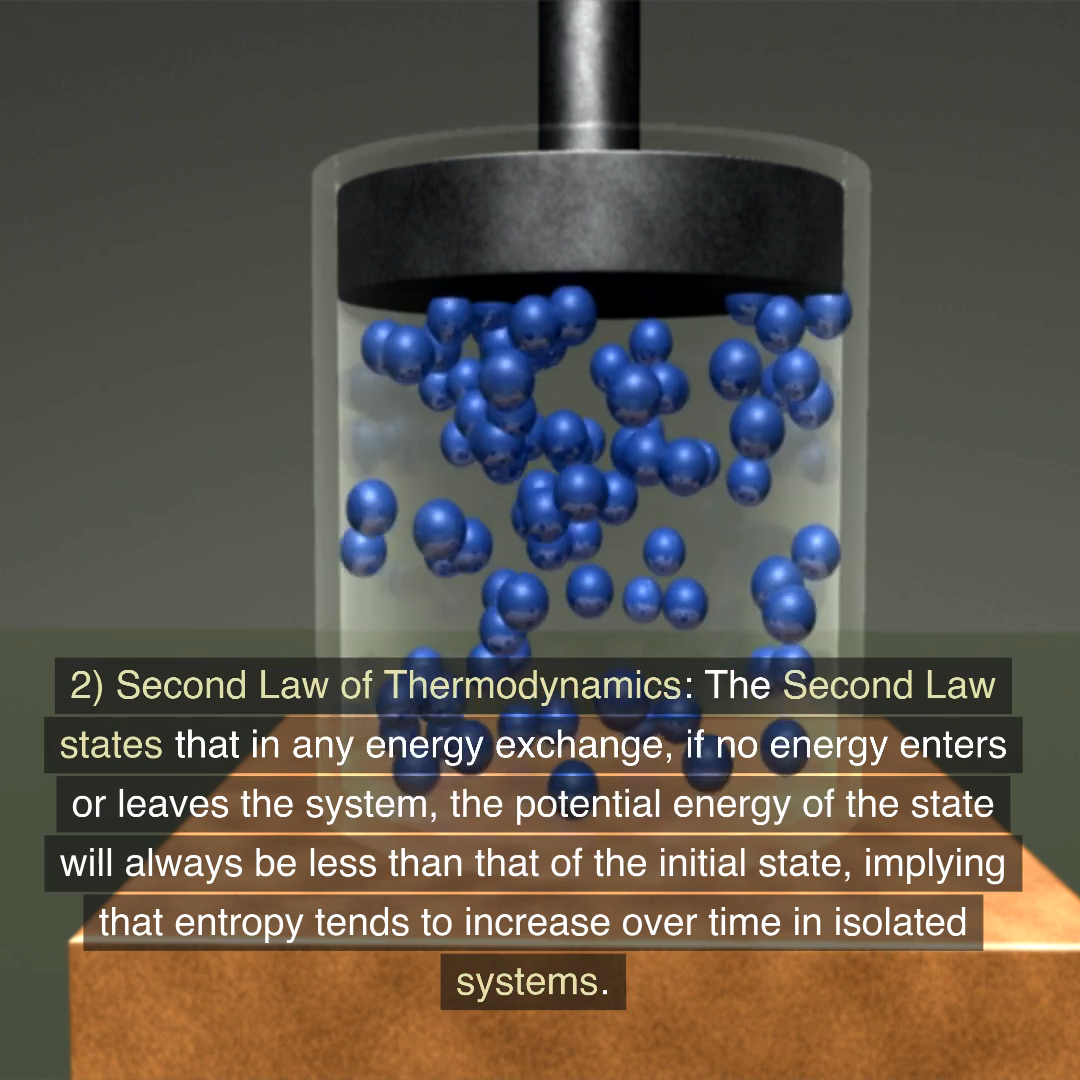 2) Second Law of Thermodynamics: The Second Law
states that in any energy exchange, if no energy enters
or leaves the system, the potential energy of the state
will always be less than that of the initial state, implying
that entropy tends to increase over time in isolated
systems.